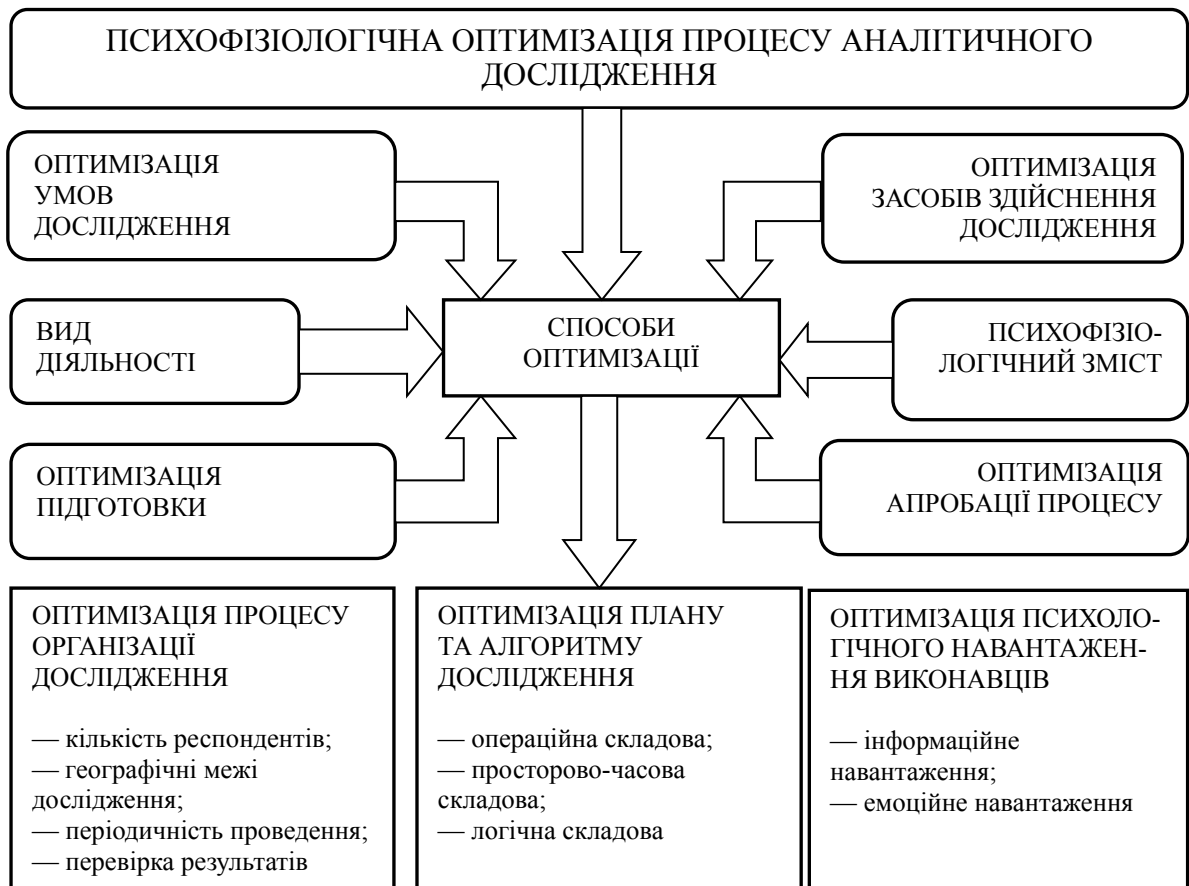 ПСИХОФІЗІОЛОГІЧНА ОПТИМІЗАЦІЯ ПРОЦЕСУ АНАЛІТИЧНОГО
ДОСЛІДЖЕННЯ
ОПТИМІЗАЦІЯ
УМОВ
ДОСЛІДЖЕННЯ
ОПТИМІЗАЦІЯ
ЗАСОБІВ ЗДІЙСНЕННЯ
ДОСЛІДЖЕННЯ
ВИД
ДІЯЛЬНОСТІ
СПОСОБИ
ОПТИМІЗАЦІЇ
ПСИХОФІЗІО-
ЛОГІЧНИЙ ЗМІСТ
ОПТИМІЗАЦІЯ
ПІДГОТОВКИ
ОПТИМІЗАЦІЯ
АПРОБАЦІЇ ПРОЦЕСУ
ОПТИМІЗАЦІЯ ПРОЦЕСУ
ОРГАНІЗАЦІЇ
ДОСЛІДЖЕННЯ
— кількість респондентів;
— географічні межі
дослідження;
— періодичність проведення;
— перевірка результатів
ОПТИМІЗАЦІЯ ПЛАНУ
ТА АЛГОРИТМУ
ДОСЛІДЖЕННЯ
— операційна складова;
— просторово-часова
складова;
— логічна складова
ОПТИМІЗАЦІЯ ПСИХОЛО-
ГІЧНОГО НАВАНТАЖЕН-
НЯ ВИКОНАВЦІВ
— інформаційне
навантаження;
— емоційне навантаження